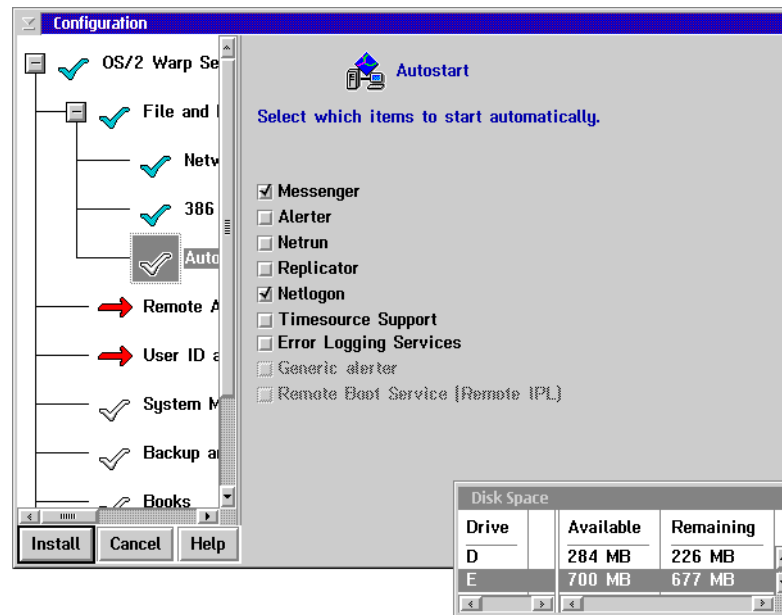 Configuration
OS/2 Warp Se
File and
Netw
386
Auto
Remote A
User ID a
System M
Backup a
Books
Install Cancel Help
Autostart
Select which items to start automatically.
Messenger
Alerter
Netrun
Replicator
Netlogon
Timesource Support
Error Logging Services
Generic alerter
Remote Boot Service (Remote IPL)
Disk Space
Drive Available Remaining
D 284 MB 226 MB
E 700 MB 677 MB